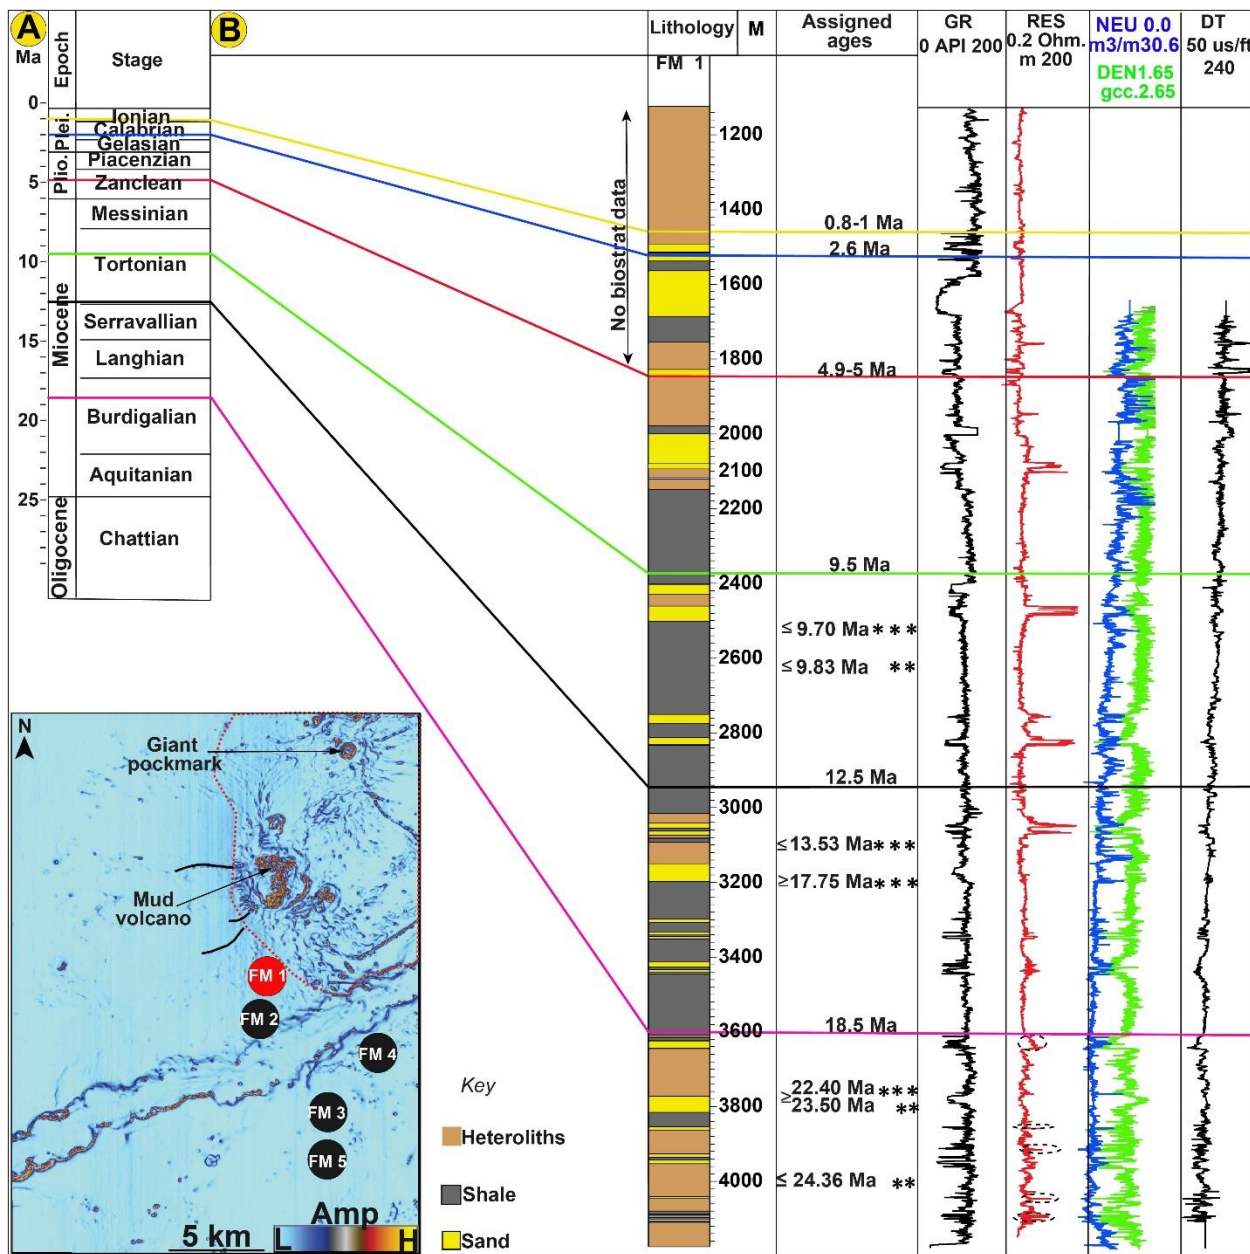 A
B
Ma
Epoch
Stage
Lithology
M
Assigned
ages
GR
0 API 200
RES
0.2 Ohm.
m 200
NEU 0.0
m3/m30.6
DEN1.65
gcc.2.65
DT
50 us/ft
240
FM 1
0
5
10
15
20
25
Plei.
Plio.
Miocene
Oligocene
Ionian
Calabrian
Gelasian
Piacenzian
Zanclean
Messinian
Tortonian
Serravallian
Langhian
Burdigalian
Aquitanian
Chattian
No biostrat data
1200
1400
1600
1800
2000
2100
2200
2400
2600
2800
3000
3200
3400
3600
3800
4000
0.8-1 Ma
2.6 Ma
4.9-5 Ma
9.5 Ma
≤ 9.70 Ma***
≤ 9.83 Ma **
12.5 Ma
≤ 13.53 Ma***
≥17.75 Ma***
18.5 Ma
≥22.40 Ma***
23.50 Ma **
≤ 24.36 Ma **
N
Giant
pockmark
Mud
volcano
FM 1
FM 2
FM 4
FM 3
FM 5
5 km
Amp
L
H
Key
Heteroliths
Shale
Sand